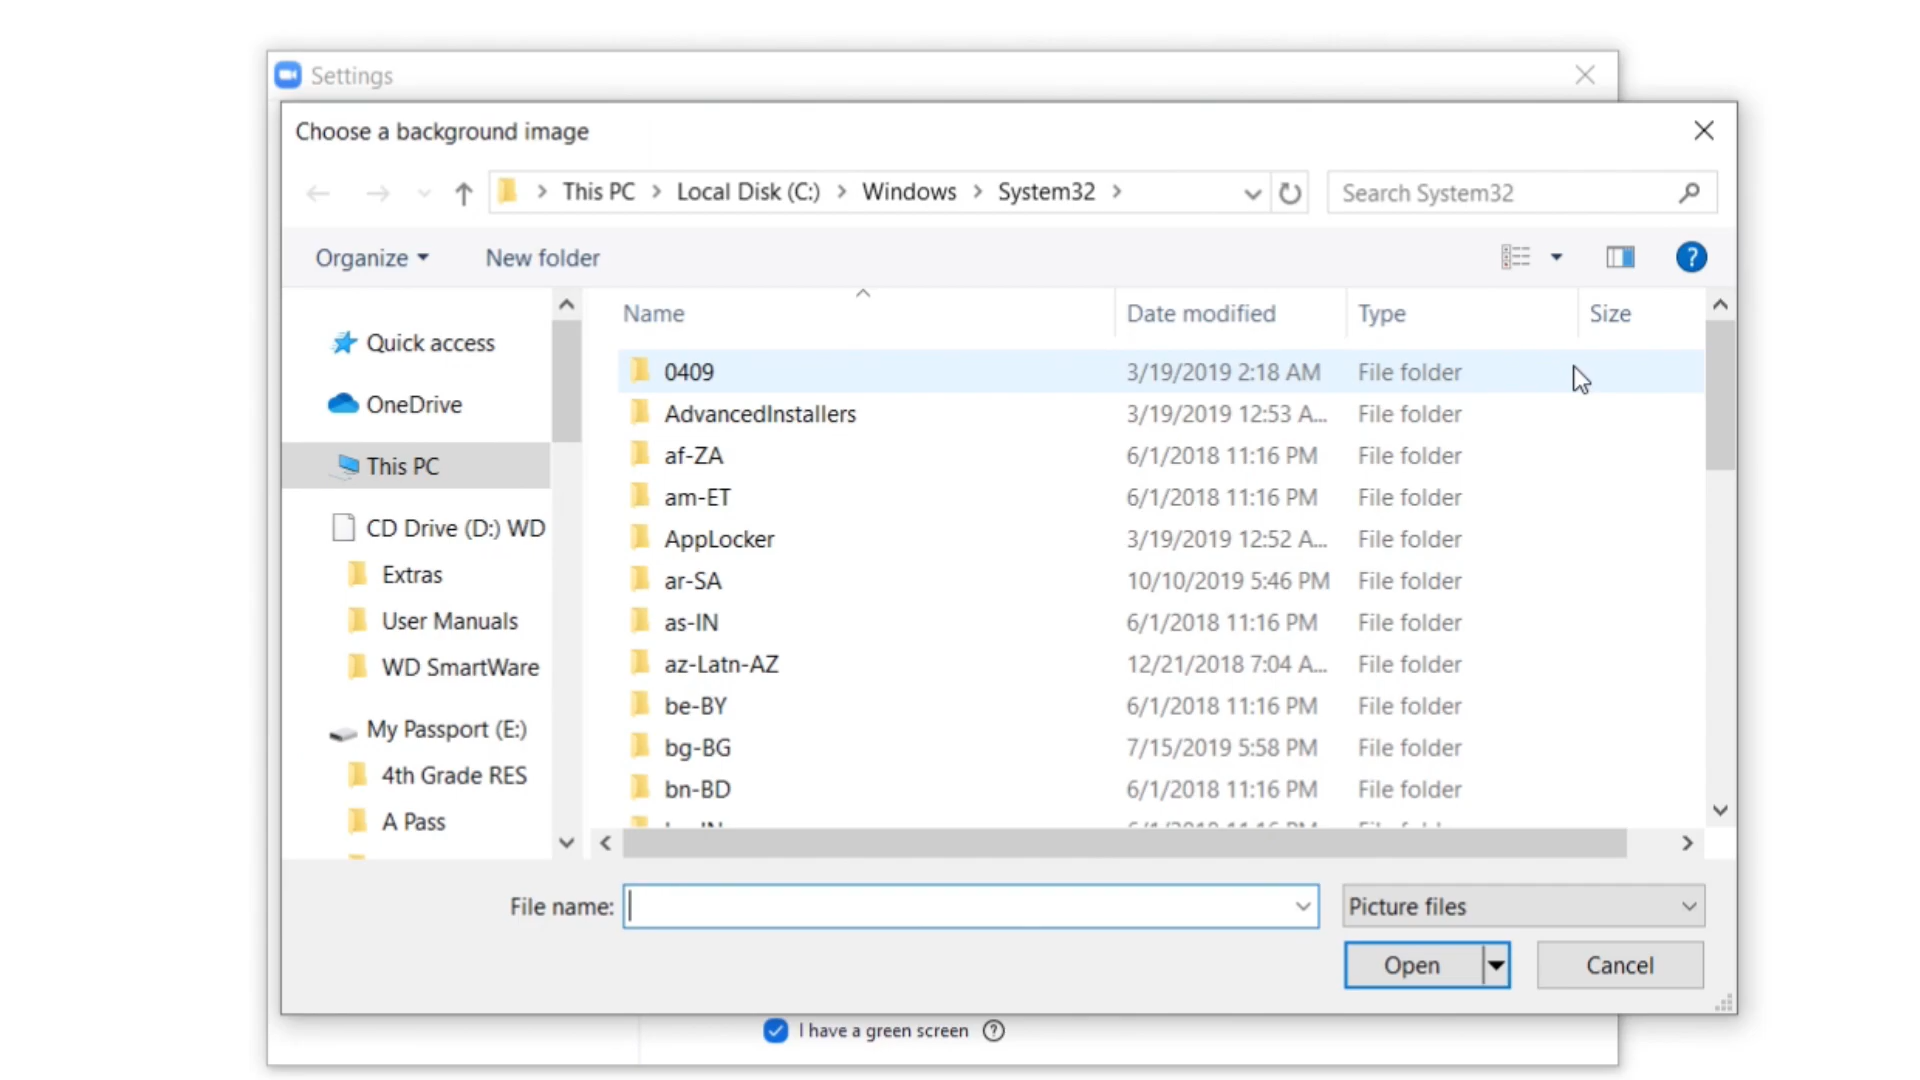 Settings
Choose a background image
This PC > Local Disk (C:) > Windows > System32 >
Search System32
Organize
New folder
?
Name
Date modified
Type
Size
Quick access
OneDrive
This PC
CD Drive (D:) WD
Extras
User Manuals
WD SmartWare
My Passport (E:)
4th Grade RES
A Pass
0409 3/19/2019 2:18 AM File folder
AdvancedInstallers 3/19/2019 12:53 A... File folder
af-ZA 6/1/2018 11:16 PM File folder
am-ET 6/1/2018 11:16 PM File folder
AppLocker 3/19/2019 12:52 A... File folder
ar-SA 10/10/2019 5:46 PM File folder
as-IN 6/1/2018 11:16 PM File folder
az-Latn-AZ 12/21/2018 7:04 A... File folder
be-BY 6/1/2018 11:16 PM File folder
bg-BG 7/15/2019 5:58 PM File folder
bn-BD 6/1/2018 11:16 PM File folder
File name:
Picture files
Open
Cancel
I have a green screen ?